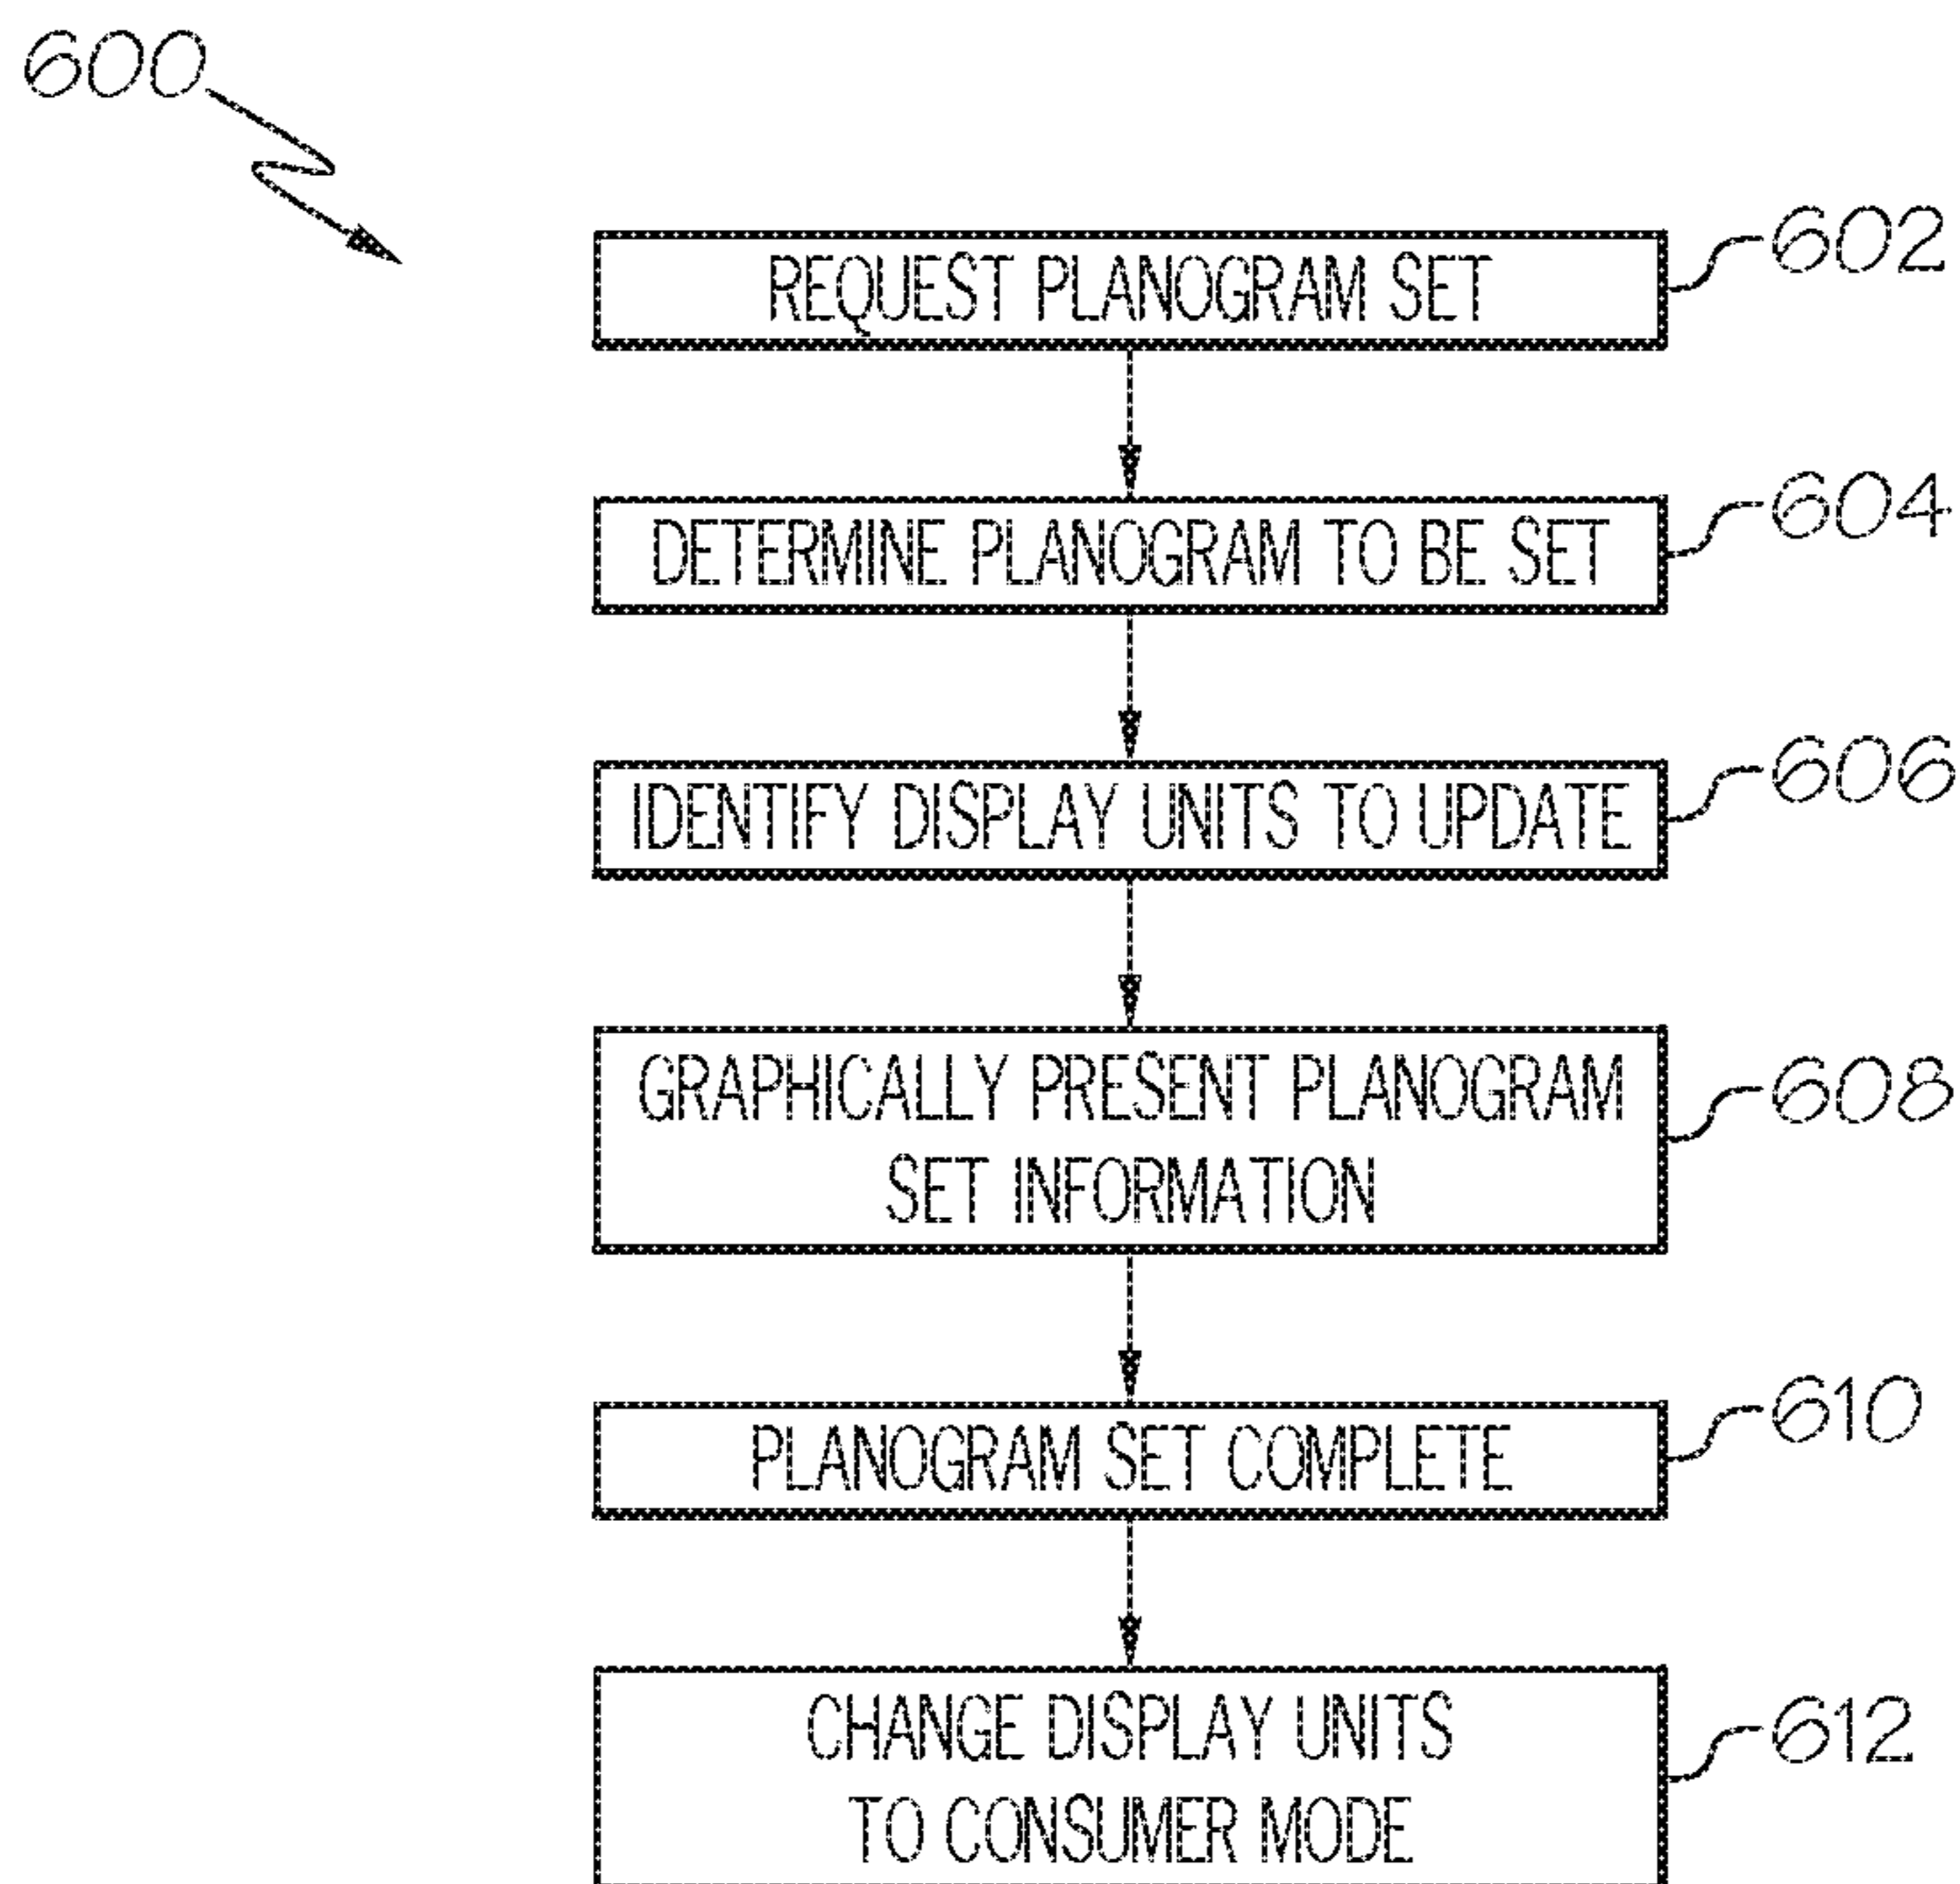 600
REQUEST PLANOGRAM SET
602
DETERMINE PLANOGRAM TO BE SET
604
IDENTIFY DISPLAY UNITS TO UPDATE
606
GRAPHICALLY PRESENT PLANOGRAM
SET INFORMATION
608
PLANOGRAM SET COMPLETE
610
CHANGE DISPLAY UNITS
TO CONSUMER MODE
612